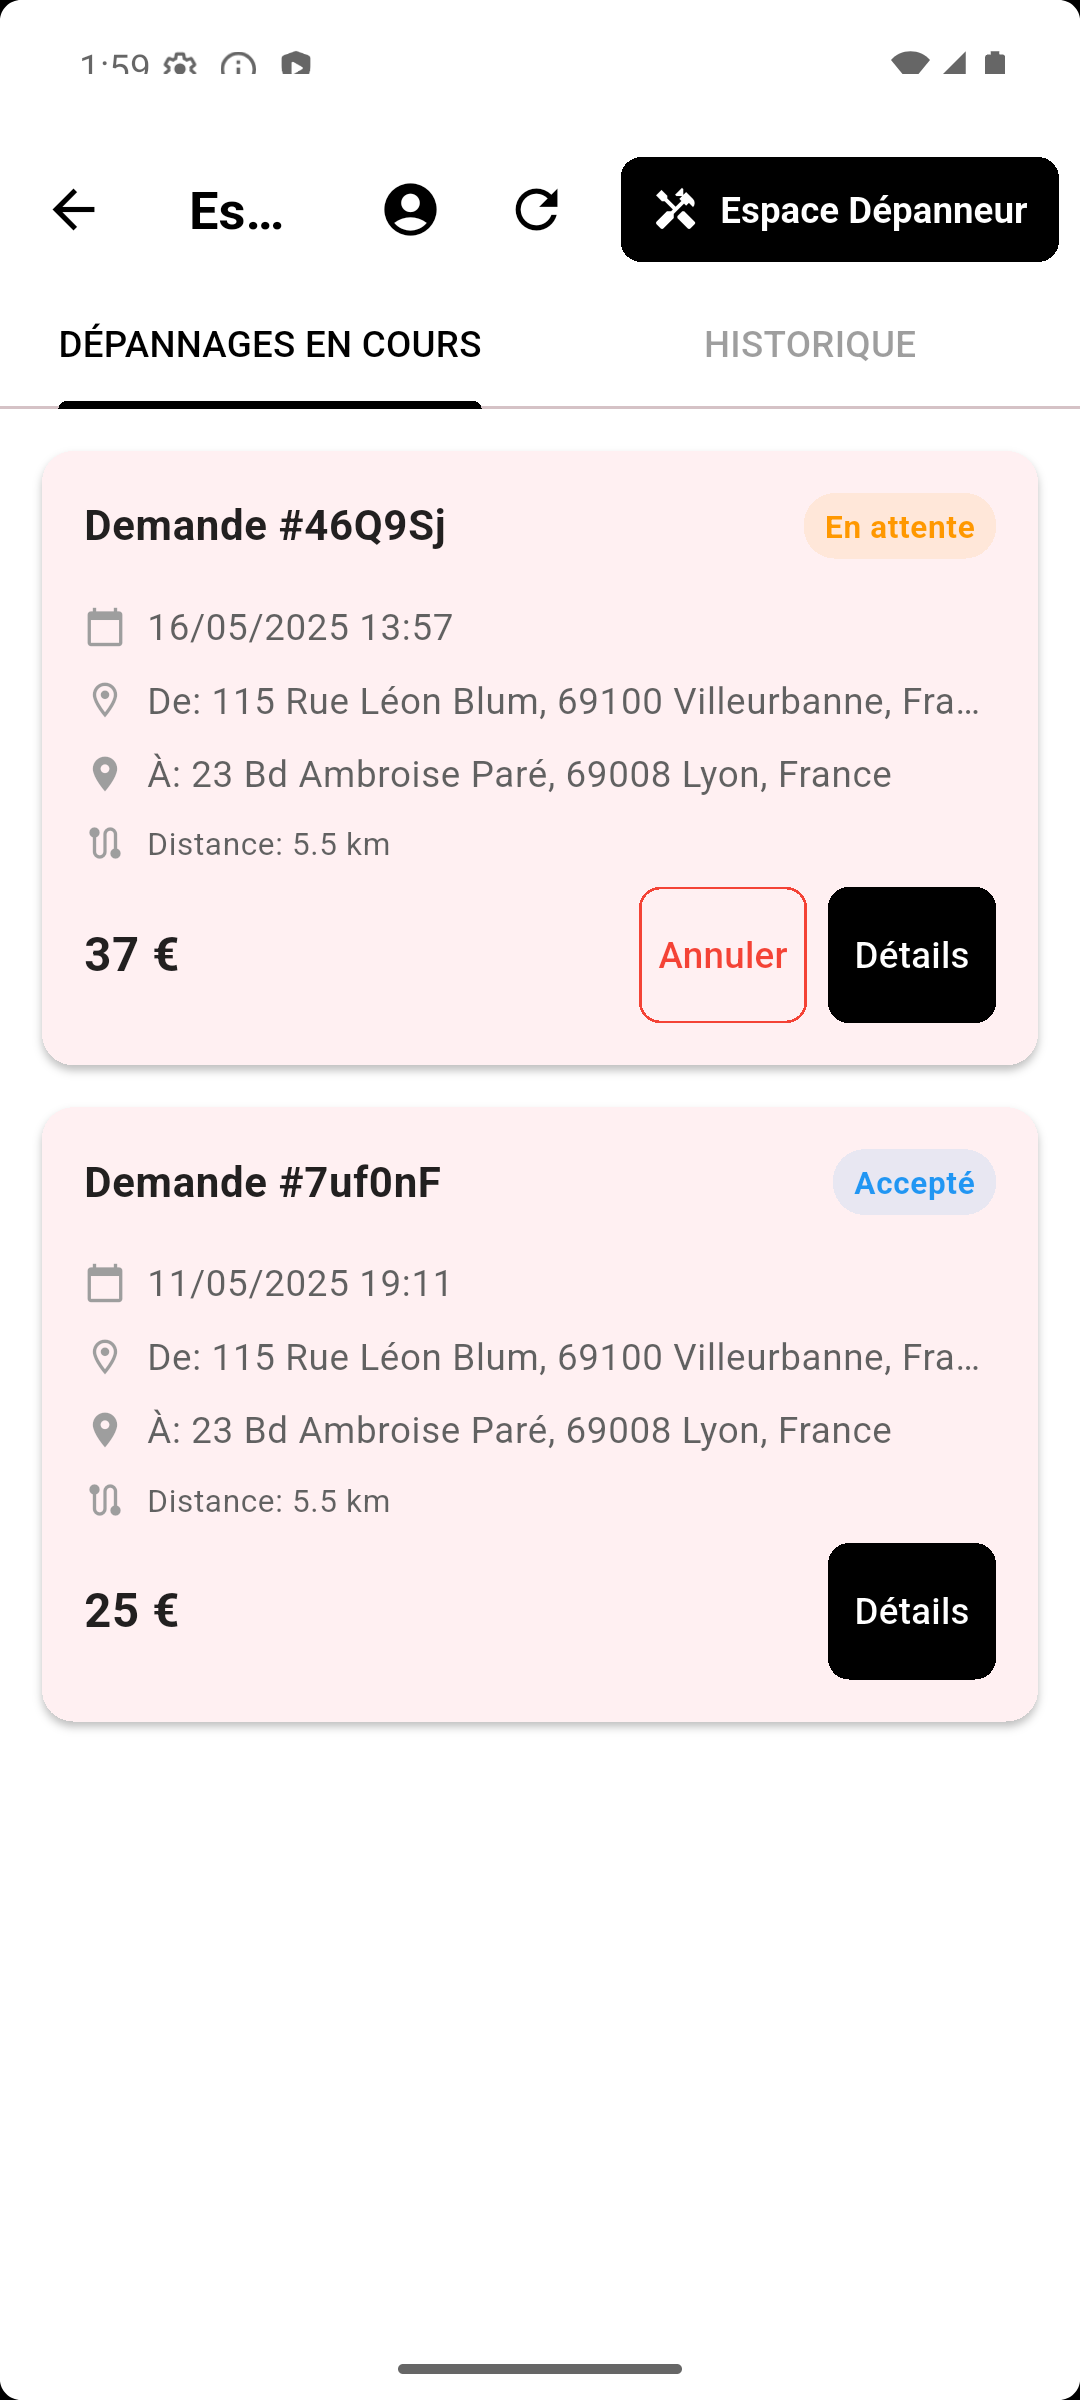 1:59
Es...
Espace Dépanneur
DÉPANNAGES EN COURS
HISTORIQUE
Demande #46Q9Sj
En attente
16/05/2025 13:57
De: 115 Rue Léon Blum, 69100 Villeurbanne, Fra...
À: 23 Bd Ambroise Paré, 69008 Lyon, France
Distance: 5.5 km
37 €
Annuler
Détails
Demande #7uf0nF
Accepté
11/05/2025 19:11
De: 115 Rue Léon Blum, 69100 Villeurbanne, Fra...
À: 23 Bd Ambroise Paré, 69008 Lyon, France
Distance: 5.5 km
25 €
Détails